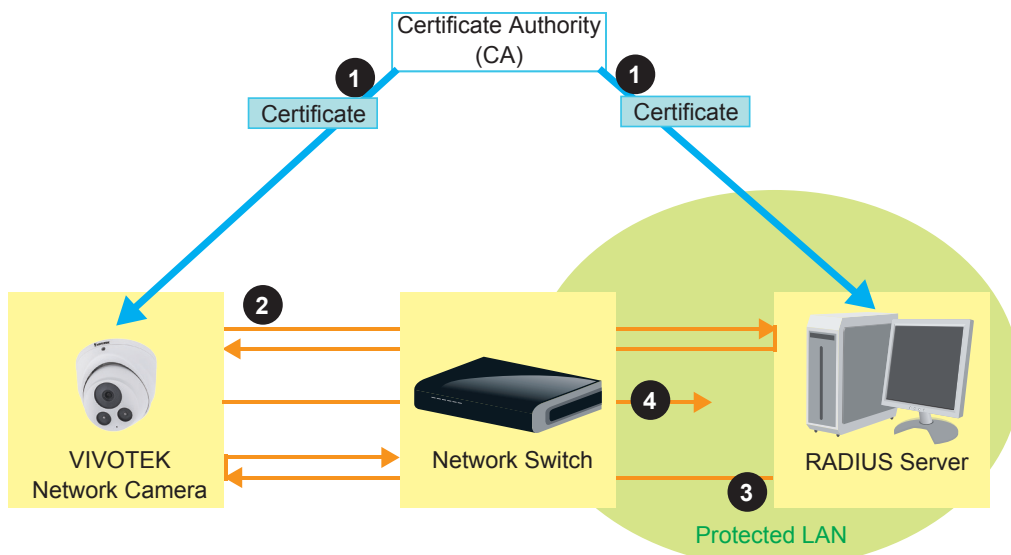 Certificate Authority
(CA)
1
1
Certificate
Certificate
2
4
VIVOTEK
Network Camera
Network Switch
RADIUS Server
3
Protected LAN